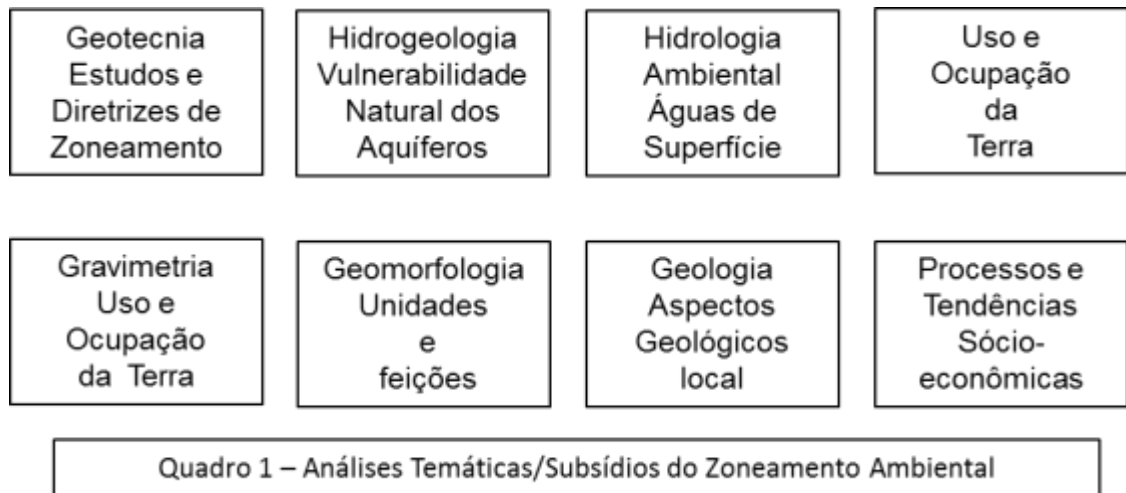 Geotecnia
Estudos e
Diretrizes de
Zoneamento
Hidrogeologia
Vulnerabilidade
Natural dos
Aquíferos
Hidrologia
Ambiental
Águas de
Superfície
Uso e
Ocupação
da
Terra
Gravimetria
Uso e
Ocupação
da Terra
Geomorfologia
Unidades
e
feições
Geologia
Aspectos
Geológicos
local
Processos e
Tendências
Sócio-
econômicas
Quadro 1 – Análises Temáticas/Subsídios do Zoneamento Ambiental